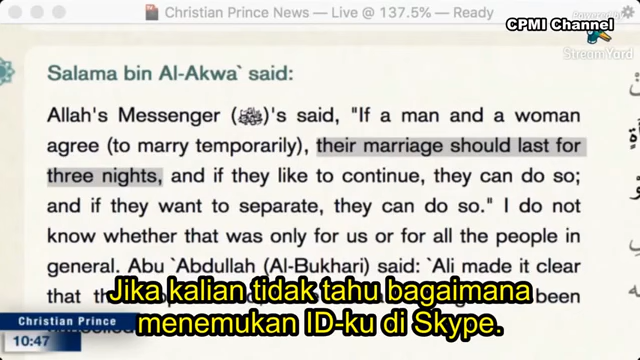 Christian Prince News — Live @ 137.5% — Ready
CPMI Channel
Powered by
StreamYard
Salama bin Al-Akwa` said:
Allah's Messenger (ﷺ)'s said, "If a man and a woman
agree (to marry temporarily), their marriage should last for
three nights, and if they like to continue, they can do so;
and if they want to separate, they can do so." I do not
know whether that was only for us or for all the people in
general. Abu `Abdullah (Al-Bukhari) said: `Ali made it clear
that the
been
Jika kalian tidak tahu bagaimana
menemukan ID-ku di Skype.
Christian Prince
10:47